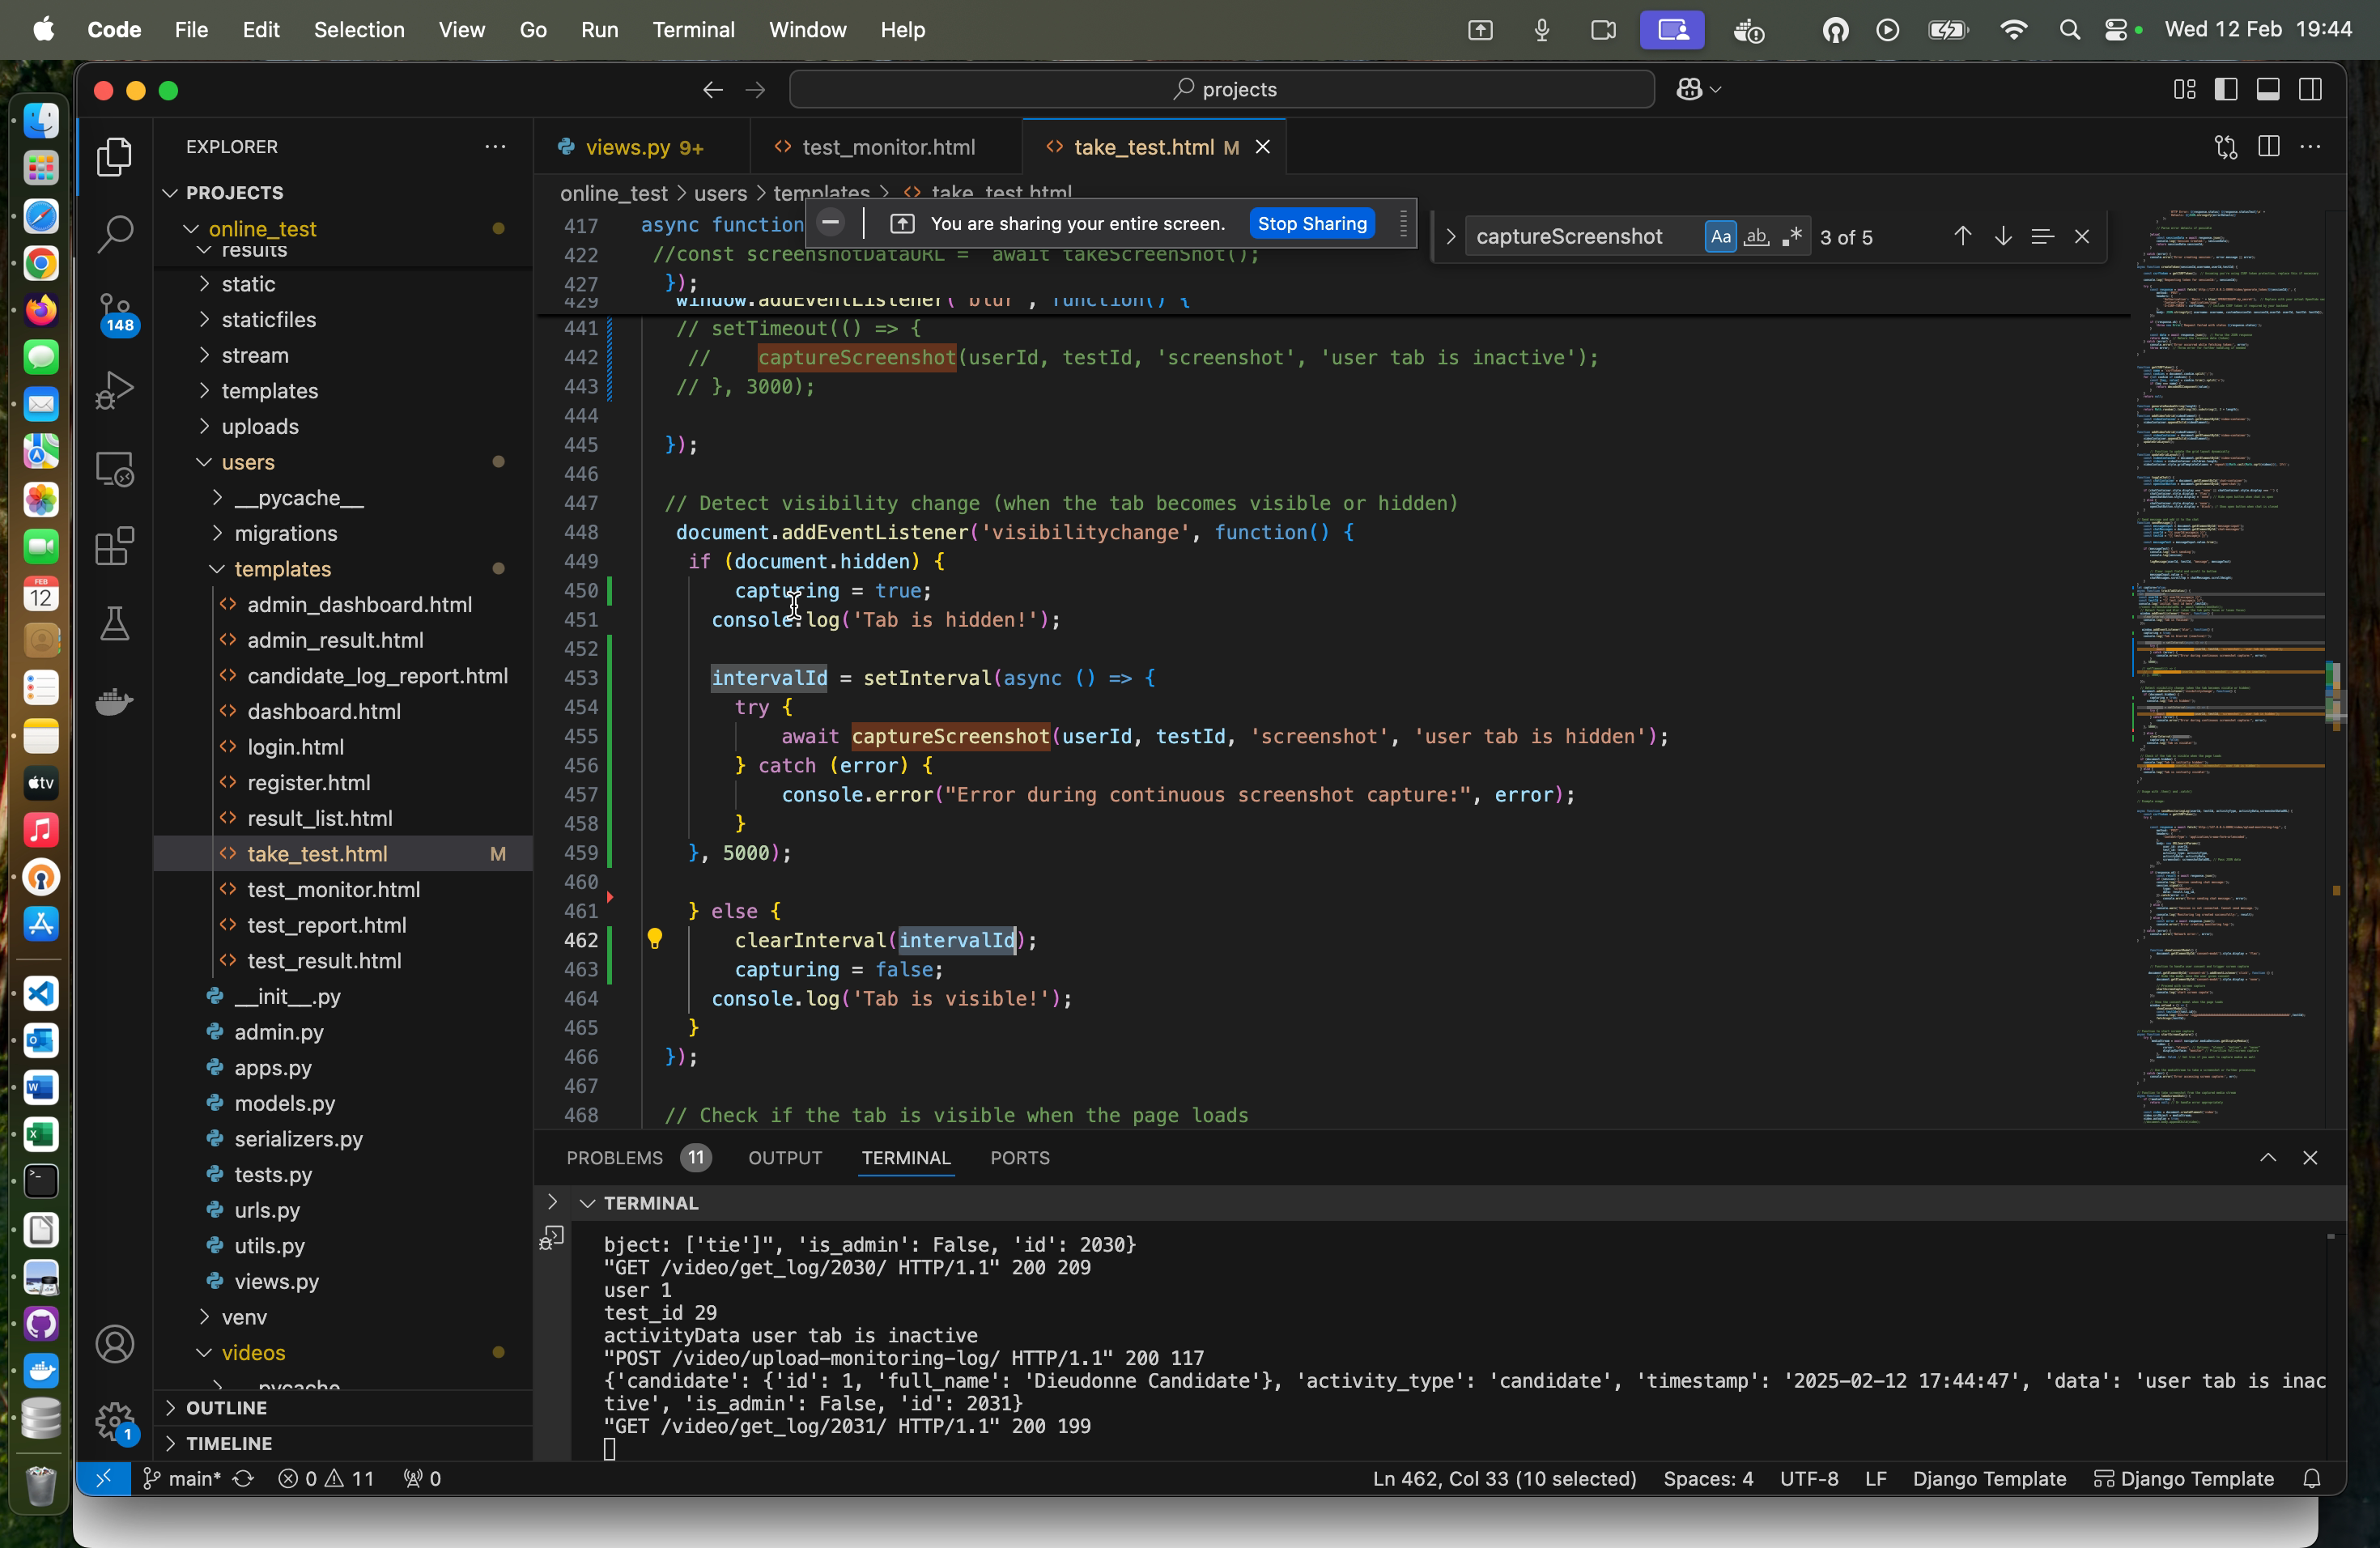 Code File Edit Selection View Go Run Terminal Window Help Wed 12 Feb 19:44
projects
EXPLORER
PROJECTS
online_test
results
static
staticfiles
stream
templates
uploads
users
__pycache__
migrations
templates
admin_dashboard.html
admin_result.html
candidate_log_report.html
dashboard.html
login.html
register.html
result_list.html
take_test.html M
test_monitor.html
test_report.html
test_result.html
__init__.py
admin.py
apps.py
models.py
serializers.py
tests.py
urls.py
utils.py
views.py
venv
videos
pycache
OUTLINE
TIMELINE
148
1
FEB
12
tv
views.py 9+
test_monitor.html
take_test.html M
online_test > users > templates > take_test.html
You are sharing your entire screen. Stop Sharing
captureScreenshot Aa ab 3 of 5
417 async function
422 //const screenshotDataURL = await takeScreenShot();
427 });
429 window.addEventListener('blur', function() {
441 // setTimeout(() => {
442 // captureScreenshot(userId, testId, 'screenshot', 'user tab is inactive');
443 // }, 3000);
444
445 });
446
447 // Detect visibility change (when the tab becomes visible or hidden)
448 document.addEventListener('visibilitychange', function() {
449 if (document.hidden) {
450 capturing = true;
451 console.log('Tab is hidden!');
452
453 intervalId = setInterval(async () => {
454 try {
455 await captureScreenshot(userId, testId, 'screenshot', 'user tab is hidden');
456 } catch (error) {
457 console.error("Error during continuous screenshot capture:", error);
458 }
459 }, 5000);
460
461 } else {
462 clearInterval(intervalId);
463 capturing = false;
464 console.log('Tab is visible!');
465 }
466 });
467
468 // Check if the tab is visible when the page loads
PROBLEMS 11 OUTPUT TERMINAL PORTS
TERMINAL
bject: ['tie']", 'is_admin': False, 'id': 2030}
"GET /video/get_log/2030/ HTTP/1.1" 200 209
user 1
test_id 29
activityData user tab is inactive
"POST /video/upload-monitoring-log/ HTTP/1.1" 200 117
{'candidate': {'id': 1, 'full_name': 'Dieudonne Candidate'}, 'activity_type': 'candidate', 'timestamp': '2025-02-12 17:44:47', 'data': 'user tab is inac
tive', 'is_admin': False, 'id': 2031}
"GET /video/get_log/2031/ HTTP/1.1" 200 199
main* 0 11 0 Ln 462, Col 33 (10 selected) Spaces: 4 UTF-8 LF Django Template Django Template